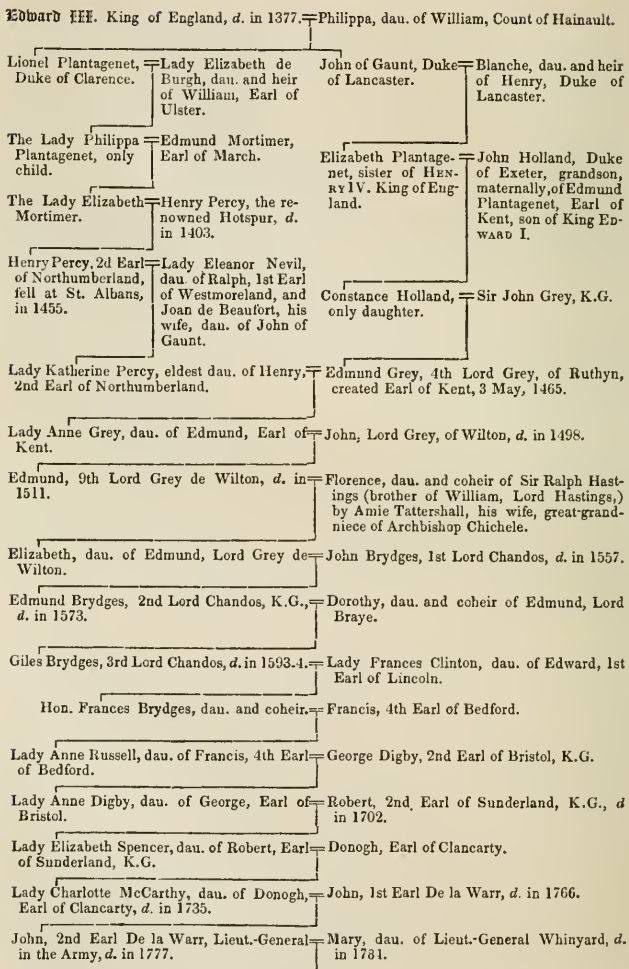 Edward III. King of England, d. in 1377.=Philippa, dau. of William, Count of Hainault.
Lionel Plantagenet,
Duke of Clarence.
=Lady Elizabeth de
Burgh, dau. and heir
of William, Earl of
Ulster.
John of Gaunt, Duke
of Lancaster.
=Blanche, dau. and heir
of Henry, Duke of
Lancaster.
The Lady Philippa
Plantagenet, only
child.
=Edmund Mortimer,
Earl of March.
Elizabeth Plantage-
net, sister of HEN-
RY IV. King of Eng-
land.
=John Holland, Duke
of Exeter, grandson,
maternally, of Edmund
Plantagenet, Earl of
Kent, son of King ED-
WARD I.
The Lady Elizabeth
Mortimer.
=Henry Percy, the re-
nowned Hotspur, d.
in 1403.
Henry Percy, 2d Earl
of Northumberland,
fell at St. Albans,
in 1455.
=Lady Eleanor Nevil,
dau. of Ralph, 1st Earl
of Westmoreland, and
Joan de Beaufort, his
wife, dau. of John of
Gaunt.
Constance Holland,
only daughter.
=Sir John Grey, K.G.
Lady Katherine Percy, eldest dau. of Henry,
2nd Earl of Northumberland.
=Edmund Grey, 4th Lord Grey, of Ruthyn,
created Earl of Kent, 3 May, 1465.
Lady Anne Grey, dau. of Edmund, Earl of
Kent.
=John, Lord Grey, of Wilton, d. in 1498.
Edmund, 9th Lord Grey de Wilton, d. in
1511.
=Florence, dau. and coheir of Sir Ralph Hast-
ings (brother of William, Lord Hastings,)
by Amie Tattershall, his wife, great-grand-
niece of Archbishop Chichele.
Elizabeth, dau. of Edmund, Lord Grey de
Wilton.
=John Brydges, 1st Lord Chandos, d. in 1557.
Edmund Brydges, 2nd Lord Chandos, K.G.,
d. in 1573.
=Dorothy, dau. and coheir of Edmund, Lord
Braye.
Giles Brydges, 3rd Lord Chandos, d. in 1593-4.
=Lady Frances Clinton, dau. of Edward, 1st
Earl of Lincoln.
Hon. Frances Brydges, dau. and coheir.=Francis, 4th Earl of Bedford.
Lady Anne Russell, dau. of Francis, 4th Earl
of Bedford.
=George Digby, 2nd Earl of Bristol, K.G.
Lady Anne Digby, dau. of George, Earl of
Bristol.
=Robert, 2nd Earl of Sunderland, K.G., d
in 1702.
Lady Elizabeth Spencer, dau. of Robert, Earl
of Sunderland, K.G.
=Donogh, Earl of Clancarty.
Lady Charlotte McCarthy, dau. of Donogh,
Earl of Clancarty, d. in 1735.
=John, 1st Earl De la Warr, d. in 1766.
John, 2nd Earl De la Warr, Lieut.-General
in the Army, d. in 1777.
=Mary, dau. of Lieut.-General Whinyard, d.
in 1781.